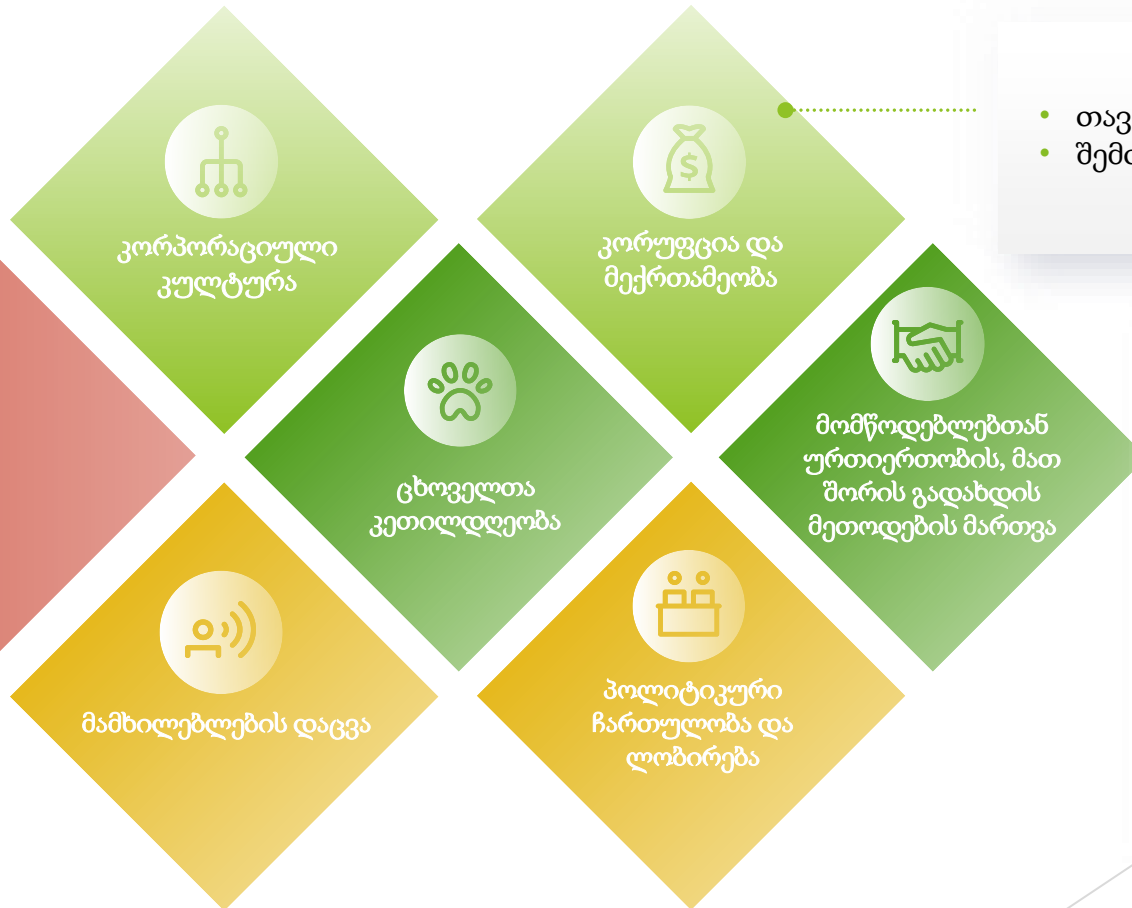 კორპორაციული
კულტურა
კორუფცია და
მექრთამეობა
ცხოველთა
კეთილდღეობა
მომწოდებლებთან
ურთიერთობის, მათ
შორის გადახდის
მეთოდების მართვა
მამხილებლების დაცვა
პოლიტიკური
ჩართულობა და
ლობირება